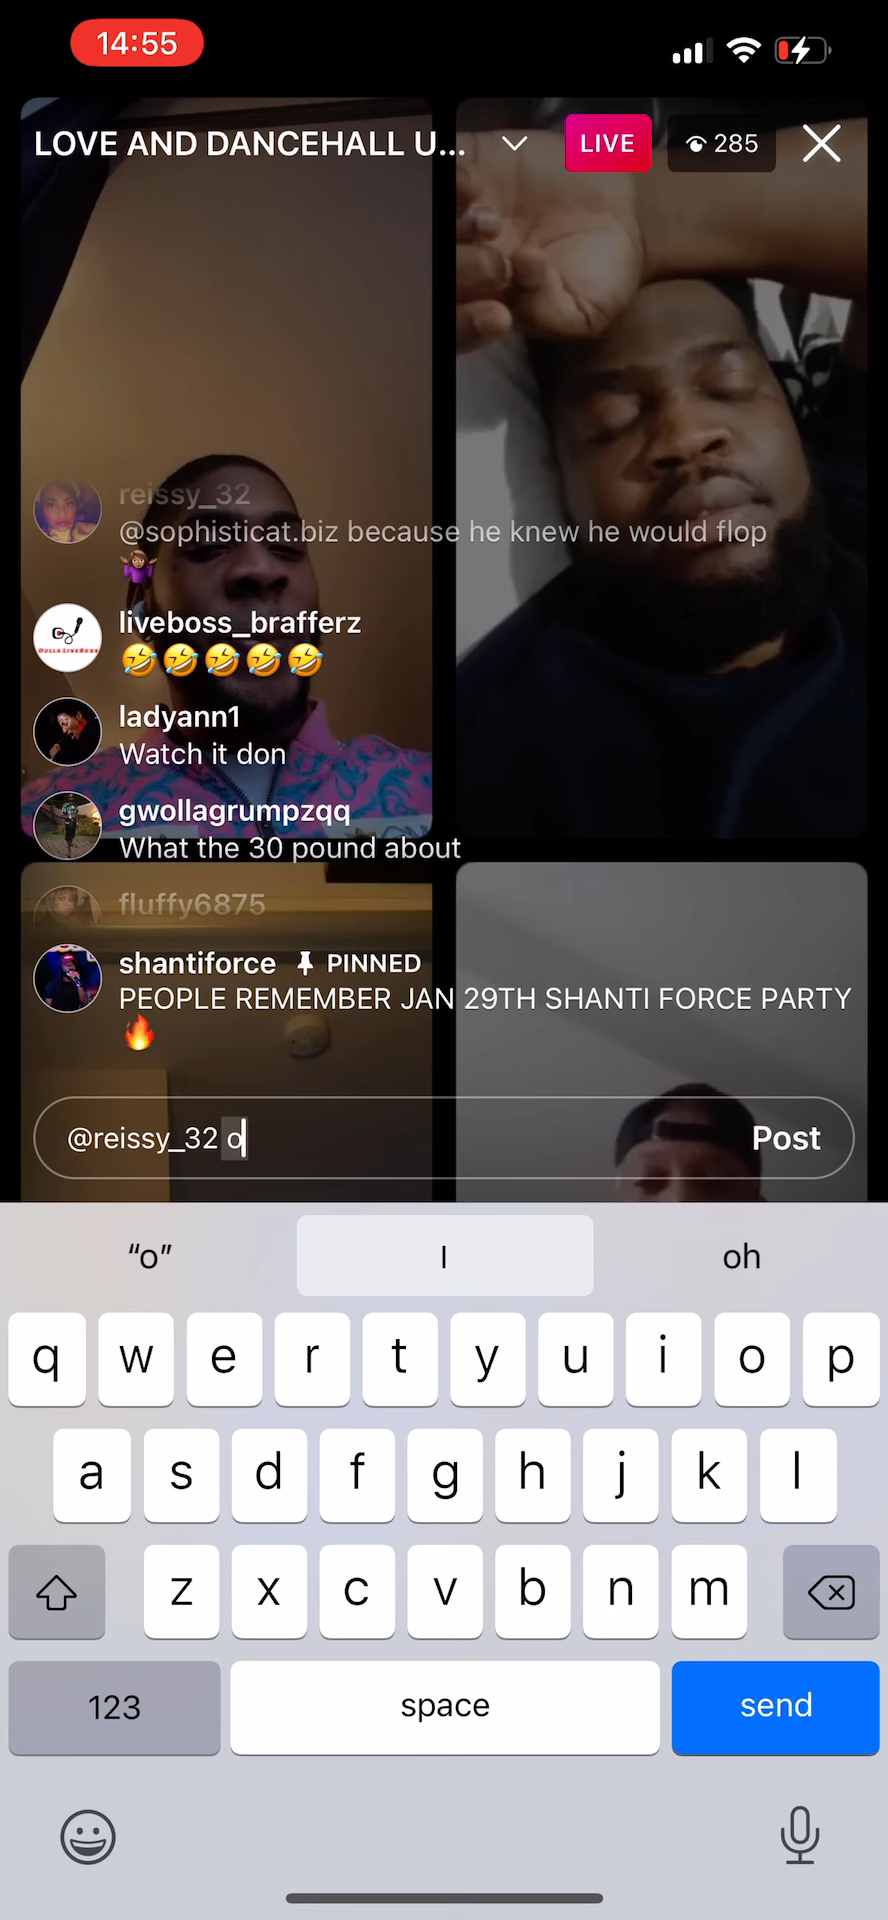 14:55
LOVE AND DANCEHALL U...
LIVE
285
reissy_32
@sophisticat.biz because he knew he would flop
🤷🏽‍♀️
liveboss_brafferz
🤣🤣🤣🤣🤣
ladyann1
Watch it don
gwollagrumpzqq
What the 30 pound about
fluffy6875
shantiforce PINNED
PEOPLE REMEMBER JAN 29TH SHANTI FORCE PARTY
🔥
@reissy_32 o
Post
“o” I oh
q w e r t y u i o p
a s d f g h j k l
z x c v b n m
123 space send